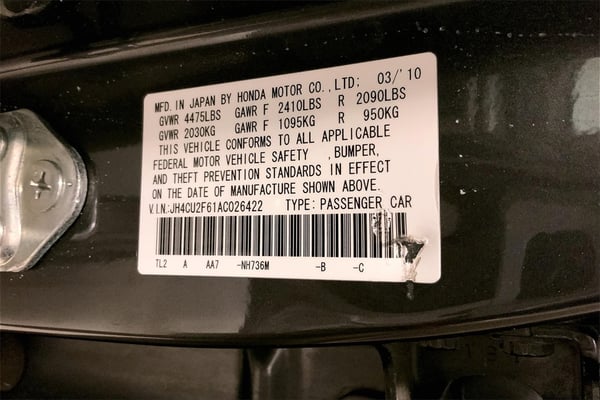 MFD. IN JAPAN BY HONDA MOTOR CO., LTD; 03/'10
GVWR 4475LBS GAWR F 2410LBS R 2090LBS
GVWR 2030KG GAWR F 1095KG R 950KG
THIS VEHICLE CONFORMS TO ALL APPLICABLE
FEDERAL MOTOR VEHICLE SAFETY , BUMPER,
AND THEFT PREVENTION STANDARDS IN EFFECT
ON THE DATE OF MANUFACTURE SHOWN ABOVE.
V.I.N.:JH4CU2F61AC026422 TYPE: PASSENGER CAR
TL2 A AA7 -NH736M -B -C